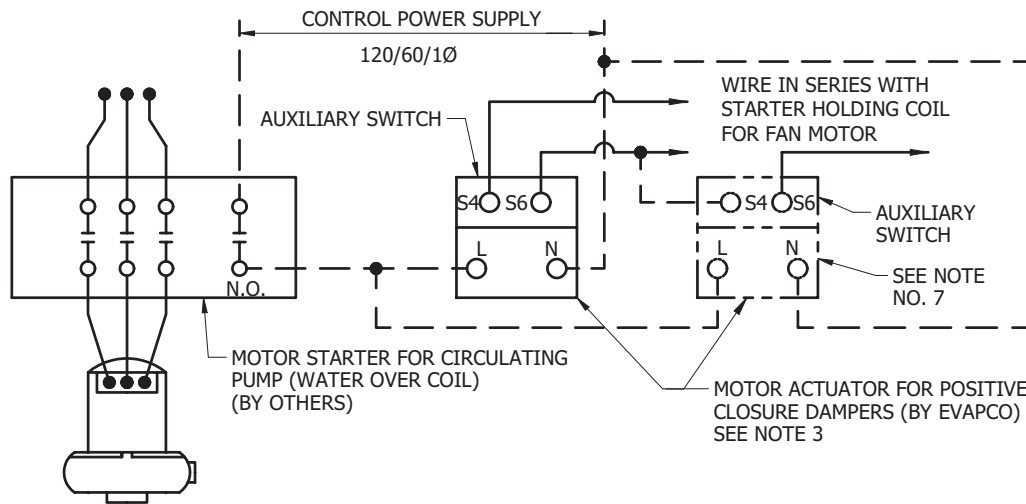 CONTROL POWER SUPPLY
120/60/1Ø
WIRE IN SERIES WITH
STARTER HOLDING COIL
FOR FAN MOTOR
AUXILIARY SWITCH
S4 S6
S4 S6
AUXILIARY
SWITCH
L N
L N
SEE NOTE
NO. 7
N.O.
MOTOR STARTER FOR CIRCULATING
PUMP (WATER OVER COIL)
(BY OTHERS)
MOTOR ACTUATOR FOR POSITIVE
CLOSURE DAMPERS (BY EVAPCO)
SEE NOTE 3